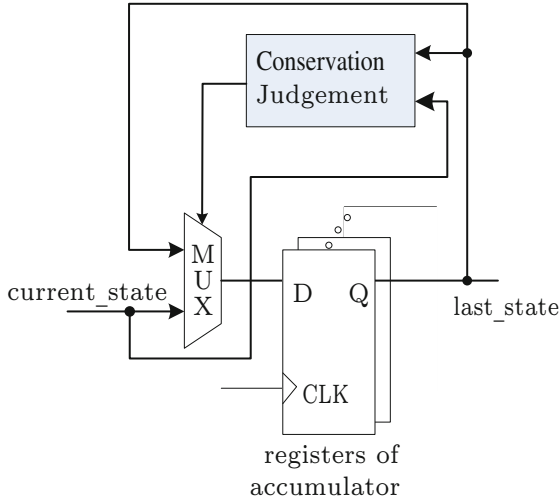 Conservation
Judgement
M
U
X
current_state
D
Q
last_state
CLK
registers of
accumulator